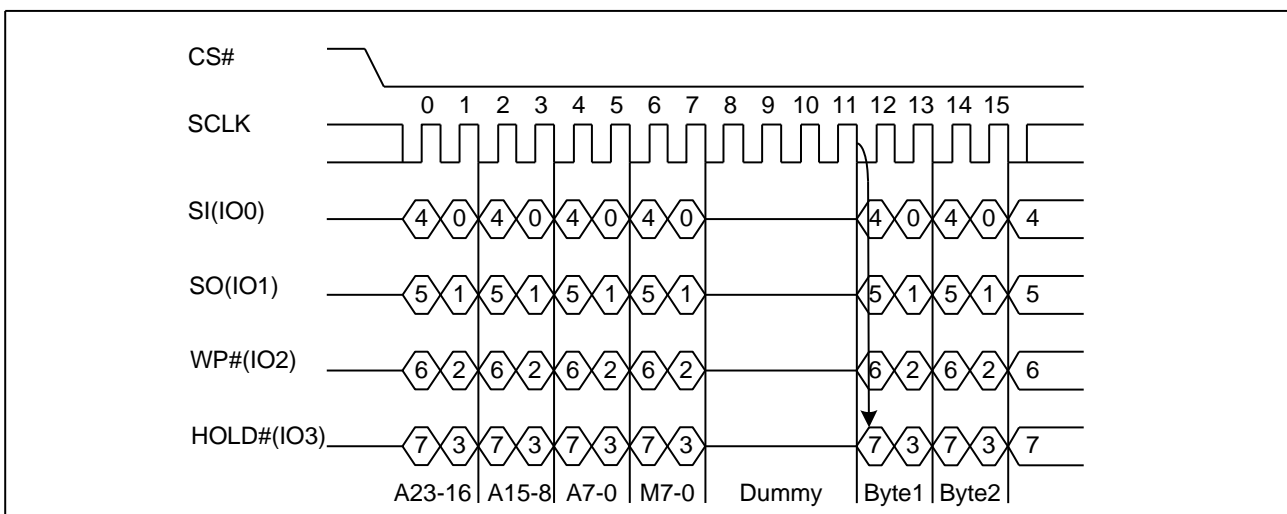 CS#
0 1 2 3 4 5 6 7 8 9 10 11 12 13 14 15
SCLK
SI(IO0) 4 0 4 0 4 0 4 0 4 0 4 0 4
SO(IO1) 5 1 5 1 5 1 5 1 5 1 5 1 5
WP#(IO2) 6 2 6 2 6 2 6 2 6 2 6 2 6
HOLD#(IO3) 7 3 7 3 7 3 7 3 7 3 7 3 7
A23-16 A15-8 A7-0 M7-0 Dummy Byte1 Byte2